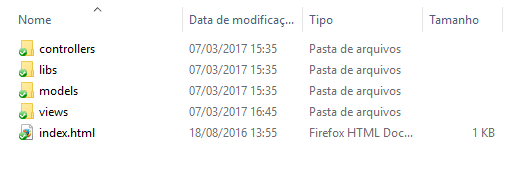 Nome Data de modificaç... Tipo Tamanho
controllers 07/03/2017 15:35 Pasta de arquivos
libs 07/03/2017 15:35 Pasta de arquivos
models 07/03/2017 15:35 Pasta de arquivos
views 07/03/2017 16:45 Pasta de arquivos
index.html 18/08/2016 13:55 Firefox HTML Doc... 1 KB